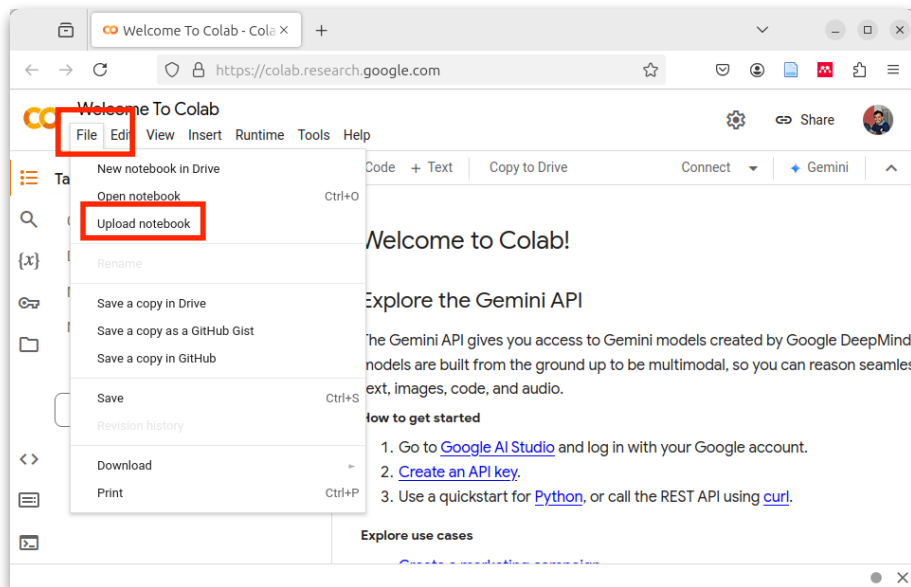 Welcome To Colab - Cola
https://colab.research.google.com
Welcome To Colab
File Edit View Insert Runtime Tools Help
Share
Code + Text Copy to Drive Connect Gemini
Ta
New notebook in Drive
Open notebook Ctrl+O
Upload notebook
Rename
Save a copy in Drive
Save a copy as a GitHub Gist
Save a copy in GitHub
Save Ctrl+S
Revision history
Download
Print Ctrl+P
{x}
Welcome to Colab!
Explore the Gemini API
The Gemini API gives you access to Gemini models created by Google DeepMind
models are built from the ground up to be multimodal, so you can reason seamles
text, images, code, and audio.
How to get started
1. Go to Google AI Studio and log in with your Google account.
2. Create an API key.
3. Use a quickstart for Python, or call the REST API using curl.
Explore use cases